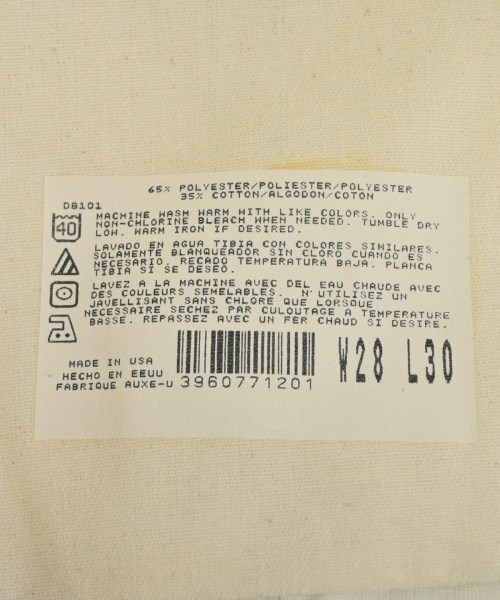 65% POLYESTER/POLIESTER/POLYESTER
35% COTTON/ALGODON/COTON
D8101
MACHINE WASH WARM WITH LIKE COLORS. ONLY
NON-CHLORINE BLEACH WHEN NEEDED. TUMBLE DRY
LOW. WARM IRON IF DESIRED.
40
LAVADO EN AGUA TIBIA CON COLORES SIMILARES.
SOLAMENTE BLANQUEADOR SIN CLORO CUANDO ES
NECESARIO. RECADO TEMPERATURA BAJA. PLANCA
TIBIA SI SE DESEO.
LAVEZ A LA MACHINE AVEC DEL EAU CHAUDE AVEC
DES COULEURS SEMELABLES. N'UTILISEZ UN
JAVELLISANT SANS CHLORE QUE LORSQUE
NECESSAIRE SECHEZ PAR CULOUTAGE A TEMPERATURE
BASSE. REPASSEZ AVEC UN FER CHAUD SI DESIRE.
MADE IN USA
HECHO EN EEUU
FABRIQUE AUXE-U
3960771201
W28 L30